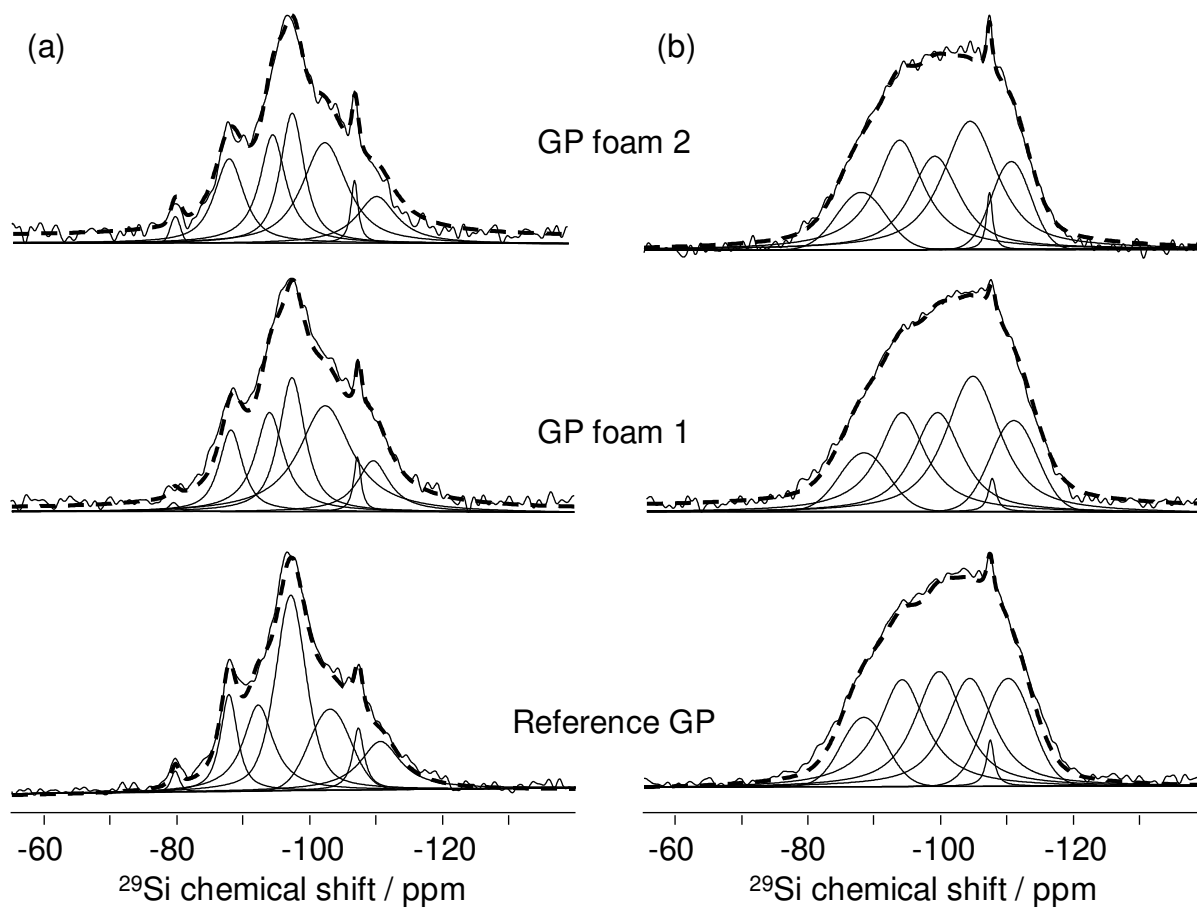 (a) (b)
GP foam 2
GP foam 1
Reference GP
-60 -80 -100 -120 -60 -80 -100 -120
²⁹Si chemical shift / ppm ²⁹Si chemical shift / ppm